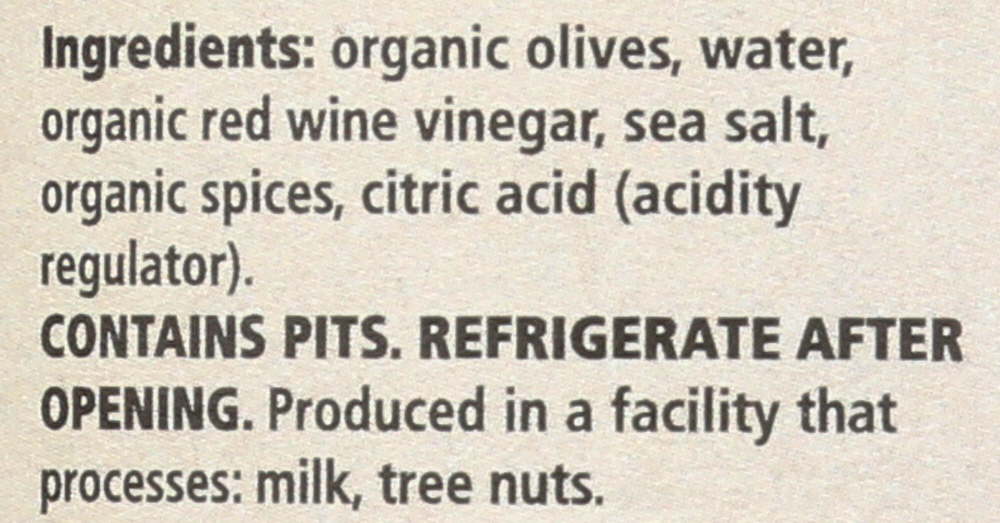 Ingredients: organic olives, water,
organic red wine vinegar, sea salt,
organic spices, citric acid (acidity
regulator).
CONTAINS PITS. REFRIGERATE AFTER
OPENING. Produced in a facility that
processes: milk, tree nuts.